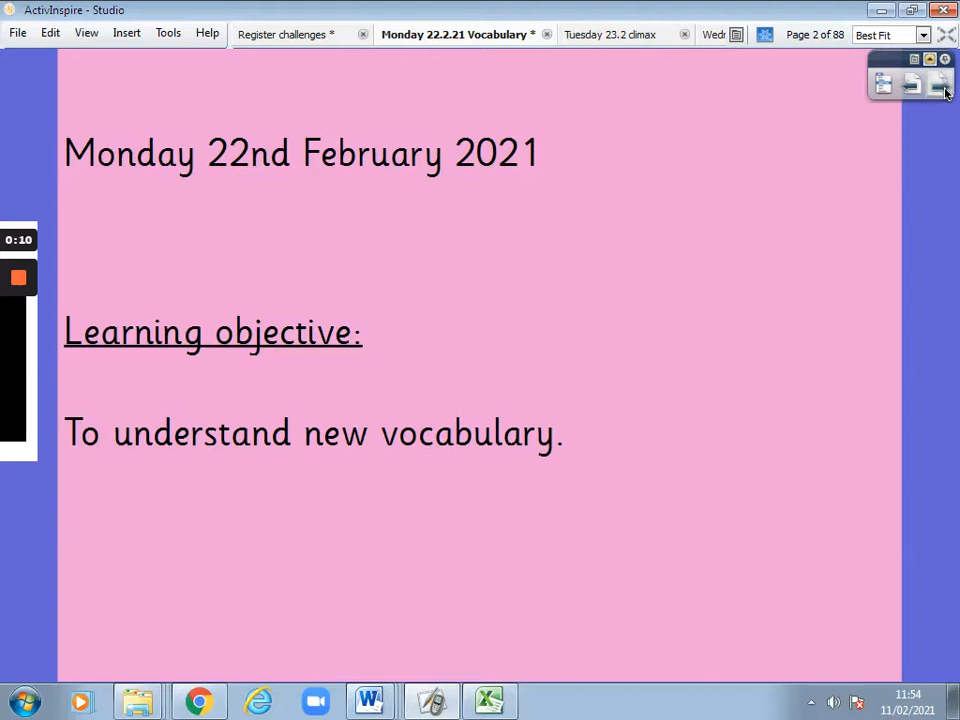 ActivInspire - Studio
File Edit View Insert Tools Help Register challenges * Monday 22.2.21 Vocabulary * Tuesday 23.2 climax Wedn Page 2 of 88 Best Fit
Monday 22nd February 2021
0:10
Learning objective:
To understand new vocabulary.
11:54
11/02/2021